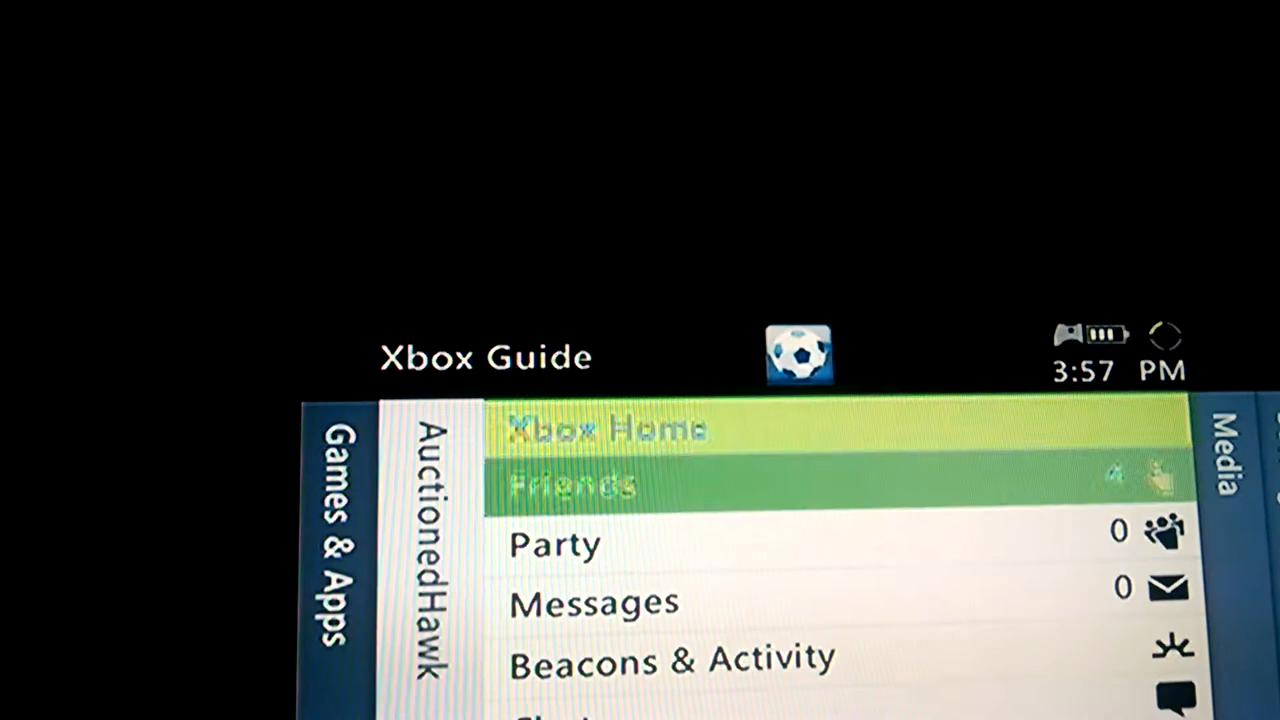 Xbox Guide
3:57 PM
Games & Apps
AuctionedHawk
Xbox Home
Friends 4
Party 0
Messages 0
Beacons & Activity
Media